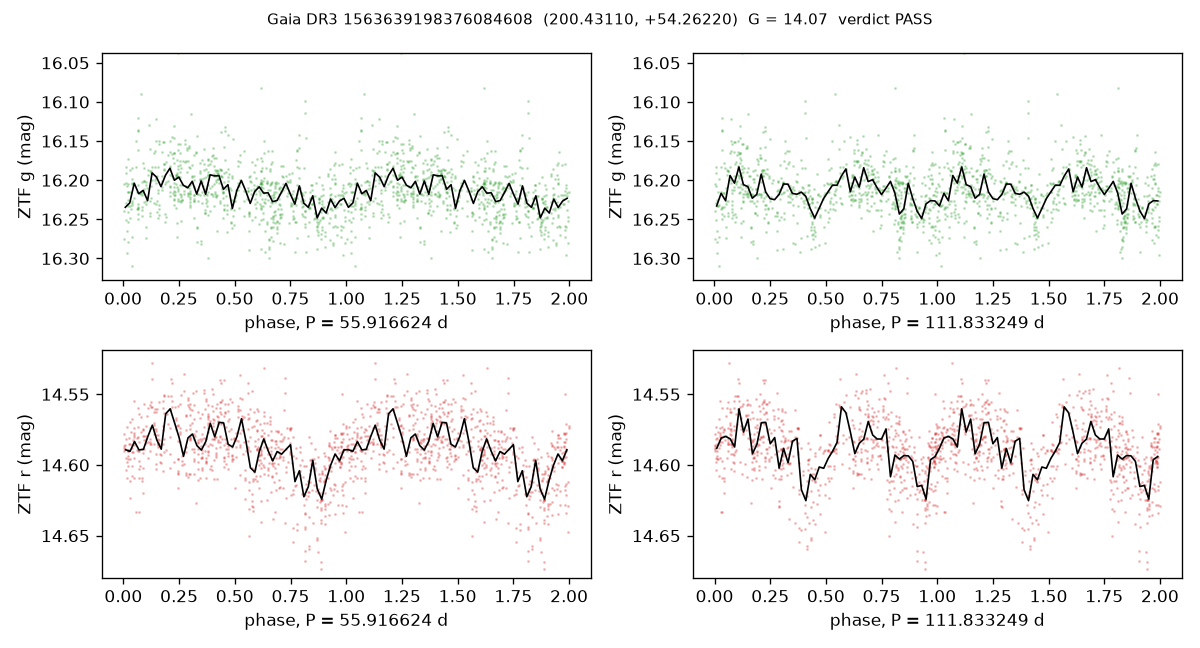 Gaia DR3 1563639198376084608  (200.43110, +54.26220)  G = 14.07  verdict PASS
ZTF g (mag)
16.05
16.10
16.15
16.20
16.25
16.30
0.00 0.25 0.50 0.75 1.00 1.25 1.50 1.75 2.00
phase, P = 55.916624 d
ZTF g (mag)
16.05
16.10
16.15
16.20
16.25
16.30
0.00 0.25 0.50 0.75 1.00 1.25 1.50 1.75 2.00
phase, P = 111.833249 d
ZTF r (mag)
14.55
14.60
14.65
0.00 0.25 0.50 0.75 1.00 1.25 1.50 1.75 2.00
phase, P = 55.916624 d
ZTF r (mag)
14.55
14.60
14.65
0.00 0.25 0.50 0.75 1.00 1.25 1.50 1.75 2.00
phase, P = 111.833249 d